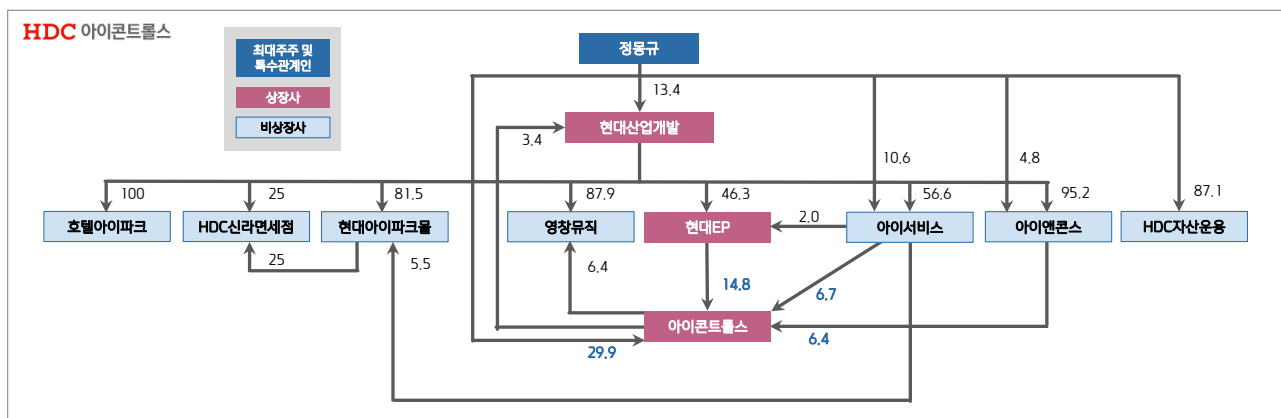 HDC 아이콘트롤스
최대주주 및
특수관계인
상장사
비상장사
정몽규
13.4
현대산업개발
3.4
10.6
4.8
87.1
100
25
81.5
87.9
46.3
56.6
95.2
호텔아이파크
HDC신라면세점
현대아이파크몰
영창뮤직
현대EP
2.0
아이서비스
아이앤콘스
HDC자산운용
25
5.5
6.4
14.8
6.7
아이콘트롤스
29.9
6.4